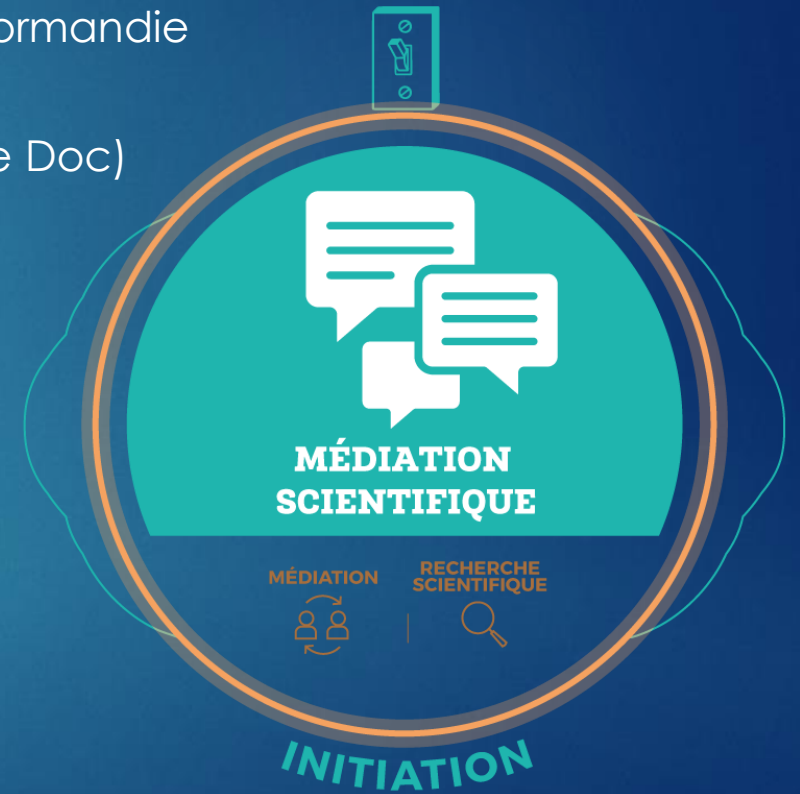 ormandie
e Doc)
MÉDIATION
SCIENTIFIQUE
MÉDIATION
RECHERCHE
SCIENTIFIQUE
INITIATION